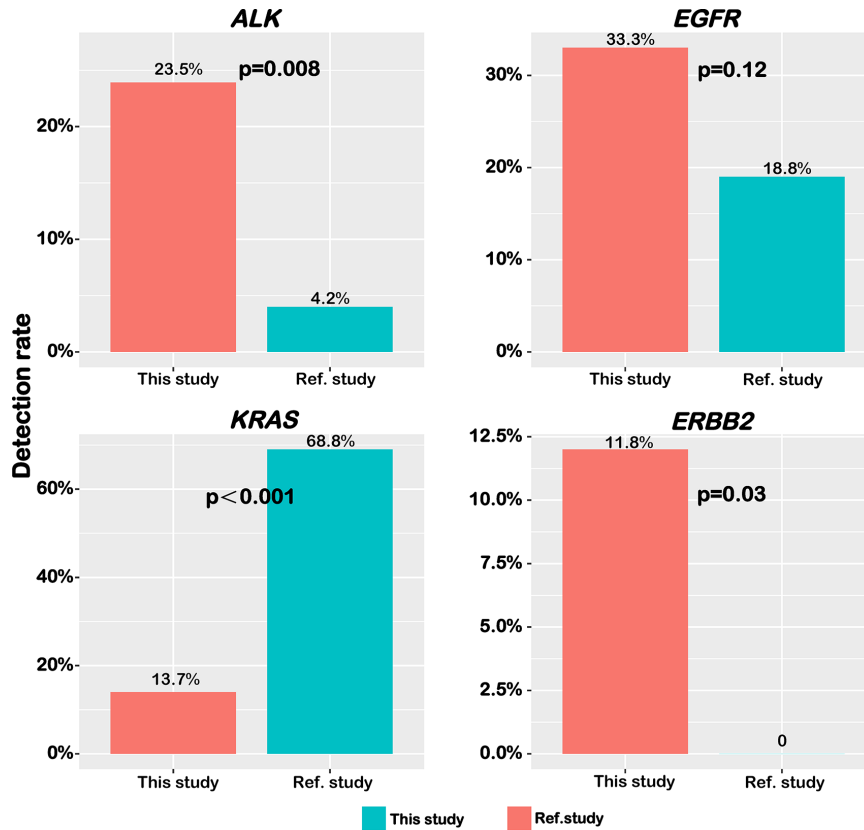 ALK
EGFR
23.5%
p=0.008
20%
10%
4.2%
0%
This study
Ref. study
33.3%
30%
p=0.12
20%
18.8%
10%
0%
This study
Ref. study
Detection rate
KRAS
ERBB2
68.8%
60%
p<0.001
40%
20%
13.7%
0%
This study
Ref. study
12.5%
11.8%
10.0%
p=0.03
7.5%
5.0%
2.5%
0.0%
0
This study
Ref. study
This study
Ref.study